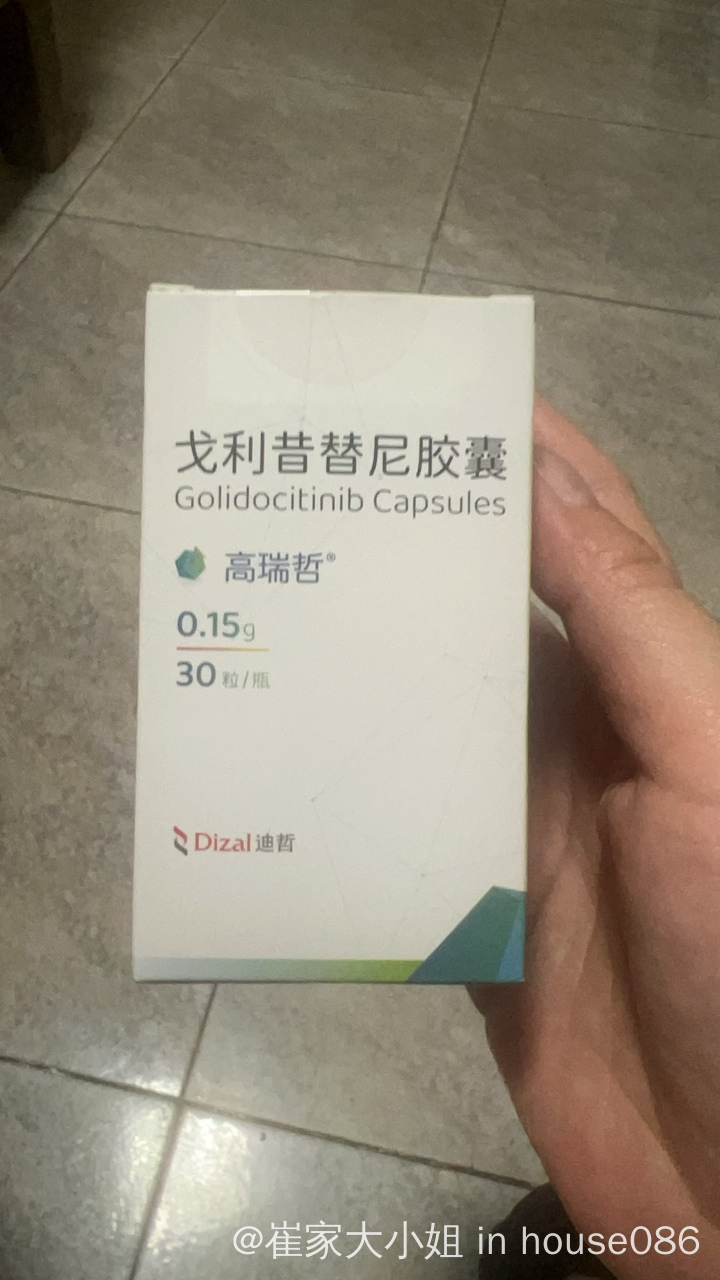 戈利昔替尼胶囊
Golidocitinib Capsules
高瑞哲®
0.15g
30粒/瓶
Dizal迪哲
@崔家大小姐 in house086